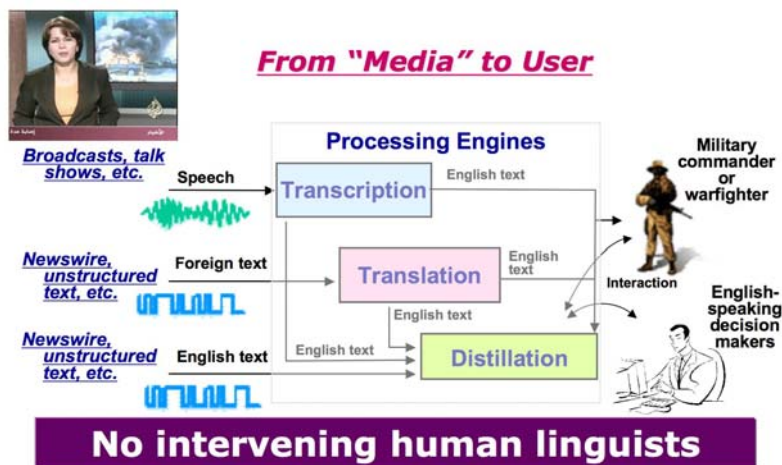 From “Media” to User
Processing Engines
Broadcasts, talk
shows, etc.
Speech
Transcription
English text
Military
commander
or
warfighter
Newswire,
unstructured
text, etc.
Foreign text
Translation
English
text
Interaction
English text
Newswire,
unstructured
text, etc.
English text
English text
Distillation
English-
speaking
decision
makers
No intervening human linguists